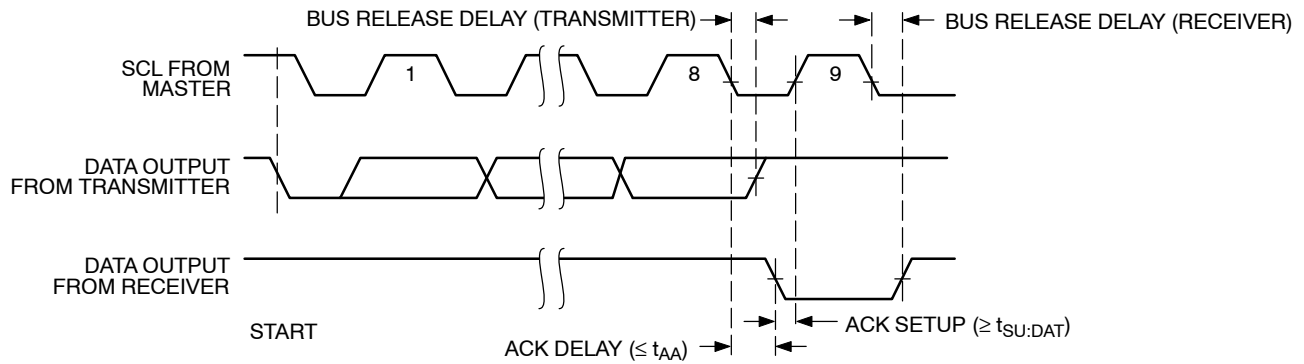 BUS RELEASE DELAY (TRANSMITTER)
BUS RELEASE DELAY (RECEIVER)
SCL FROM
MASTER
1
8
9
DATA OUTPUT
FROM TRANSMITTER
DATA OUTPUT
FROM RECEIVER
START
ACK SETUP (≥ tSU:DAT)
ACK DELAY (≤ tAA)